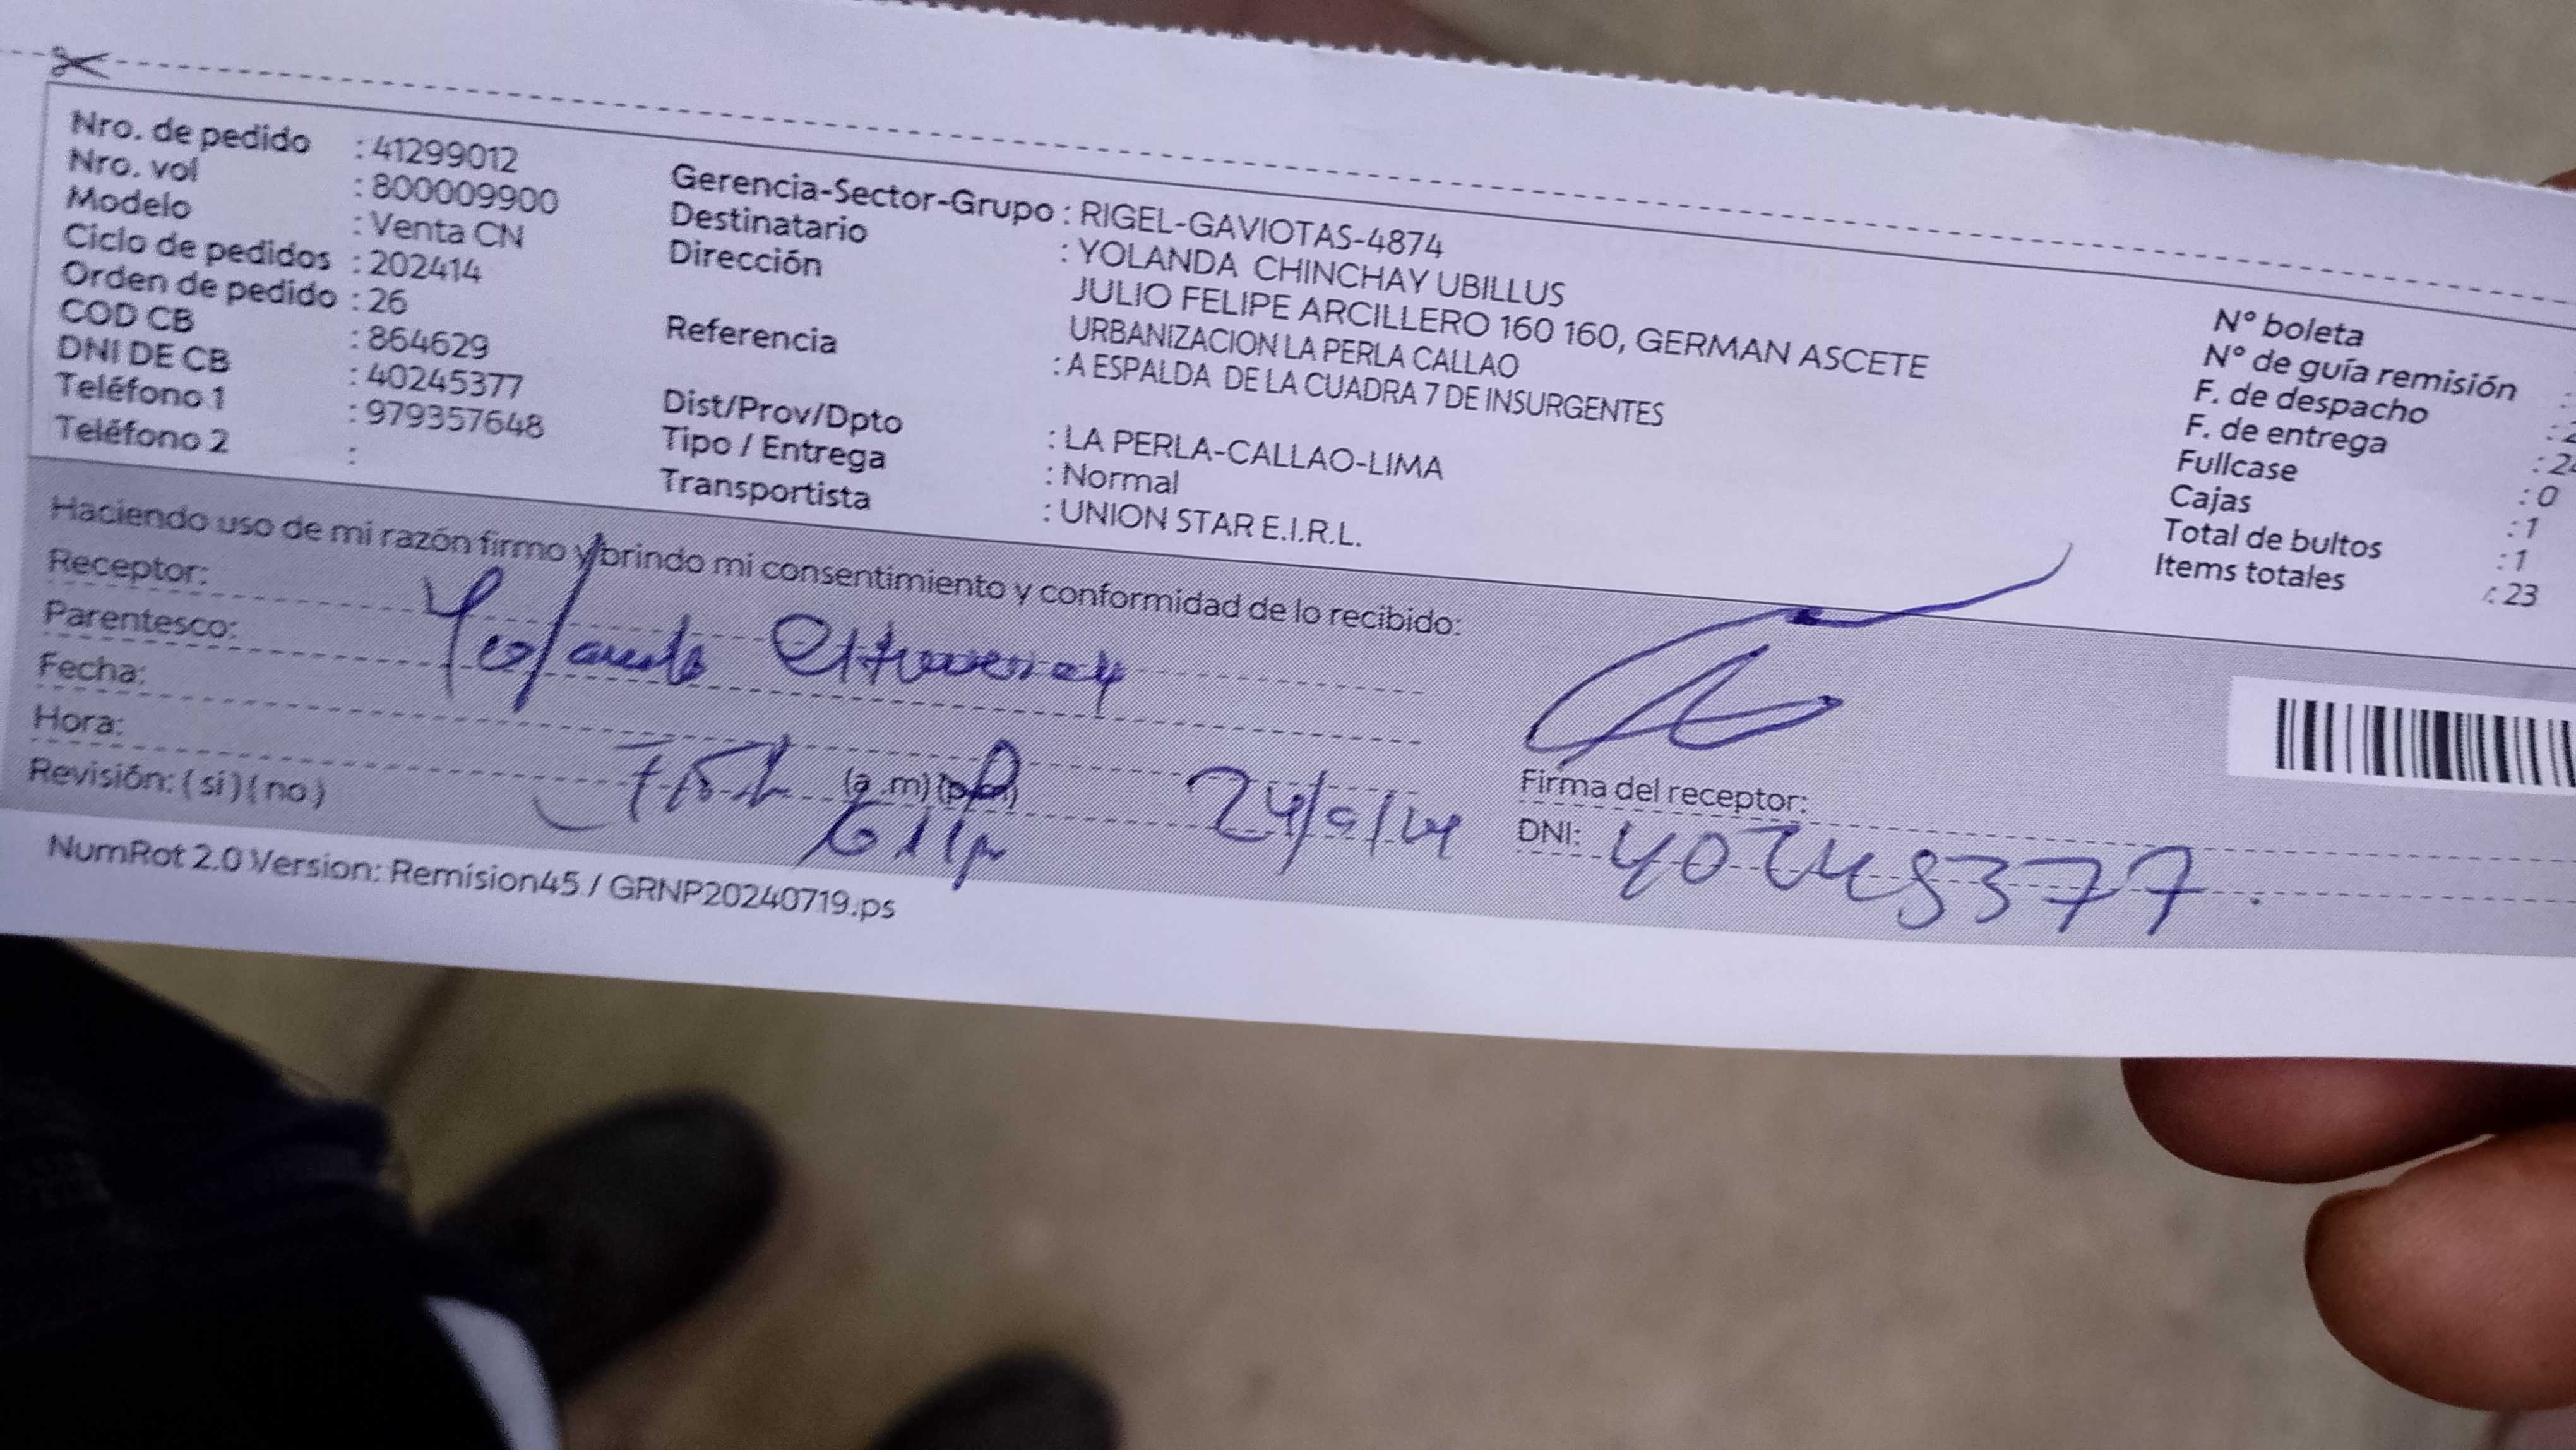 Nro. de pedido : 41299012
Nro. vol : 800009900
Modelo : Venta CN
Ciclo de pedidos : 202414
Orden de pedido : 26
COD CB : 864629
DNI DE CB : 40245377
Teléfono 1 : 979357648
Teléfono 2 :
Gerencia-Sector-Grupo : RIGEL-GAVIOTAS-4874
Destinatario : YOLANDA CHINCHAY UBILLUS
Dirección JULIO FELIPE ARCILLERO 160 160, GERMAN ASCETE
URBANIZACION LA PERLA CALLAO
Referencia : A ESPALDA DE LA CUADRA 7 DE INSURGENTES
Dist/Prov/Dpto : LA PERLA-CALLAO-LIMA
Tipo / Entrega : Normal
Transportista : UNION STAR E.I.R.L.
N° boleta
N° de guía remisión :
F. de despacho : 2
F. de entrega : 24
Fullcase : 0
Cajas : 1
Total de bultos : 1
Items totales : 23
Haciendo uso de mi razón firmo y brindo mi consentimiento y conformidad de lo recibido:
Receptor: Yolanda
Parentesco:
Fecha:
Hora: (a .m)
Revisión: ( si ) ( no )
Firma del receptor:
DNI: 40245377
NumRot 2.0 Version: Remision45 / GRNP20240719.ps